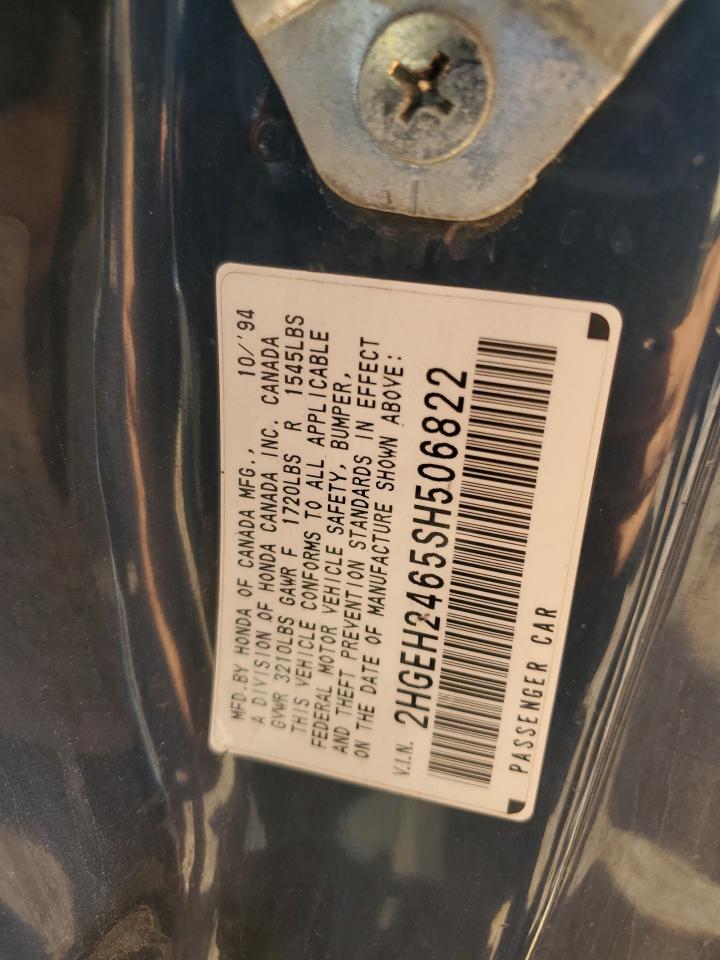 MFD.BY HONDA OF CANADA MFG., 10/'94
A DIVISION OF HONDA CANADA INC. CANADA
GVWR 3210LBS GAWR F 1720LBS R 1545LBS
THIS VEHICLE CONFORMS TO ALL APPLICABLE
FEDERAL MOTOR VEHICLE SAFETY, BUMPER,
AND THEFT PREVENTION STANDARDS IN EFFECT
ON THE DATE OF MANUFACTURE SHOWN ABOVE:
V.I.N. 2HGEH2465SH506822
PASSENGER CAR